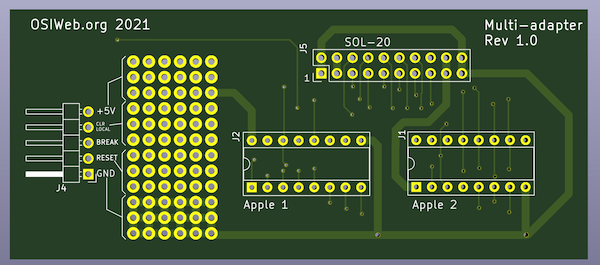 OSIWeb.org 2021
Multi-adapter
Rev 1.0
J5
SOL-20
1
+5V
CLR
LOCAL
BREAK
RESET
GND
J4
J2
J1
Apple 1
Apple 2